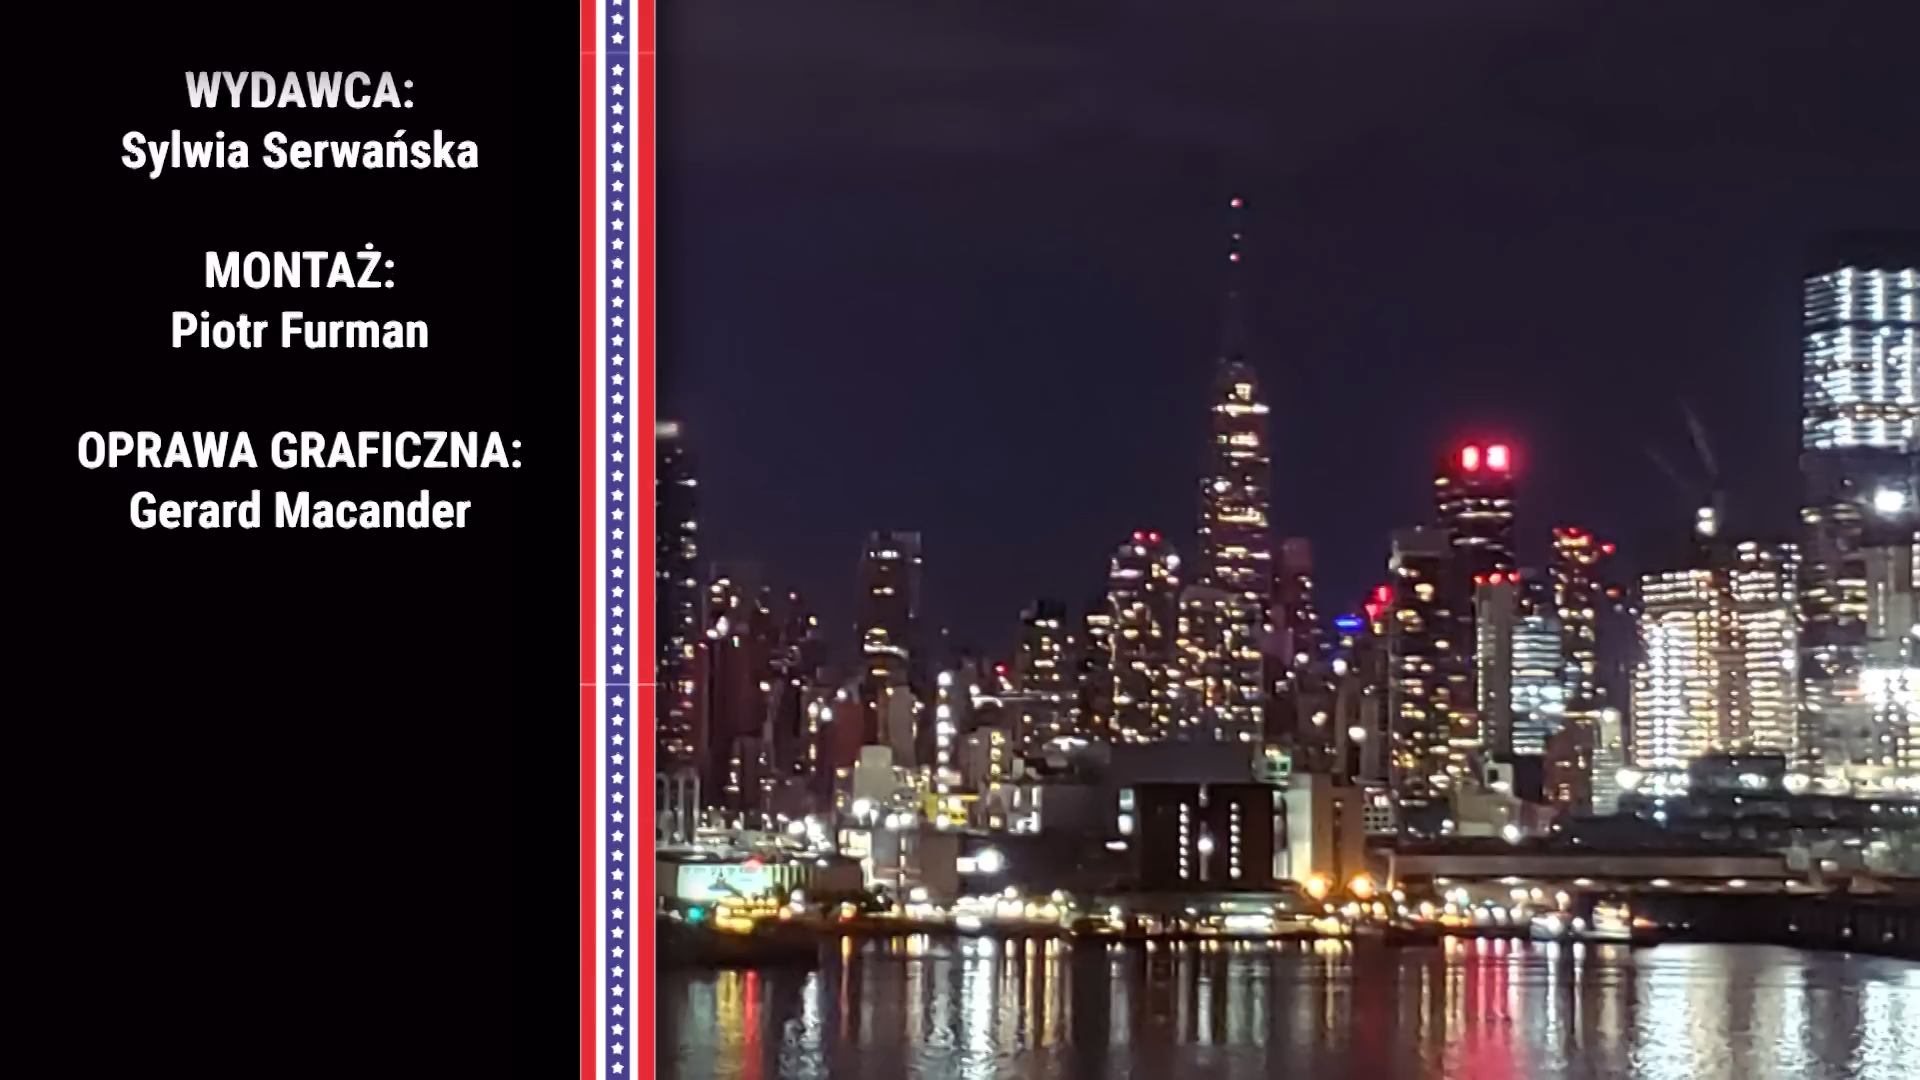 WYDAWCA:
Sylwia Serwańska
MONTAŻ:
Piotr Furman
OPRAWA GRAFICZNA:
Gerard Macander